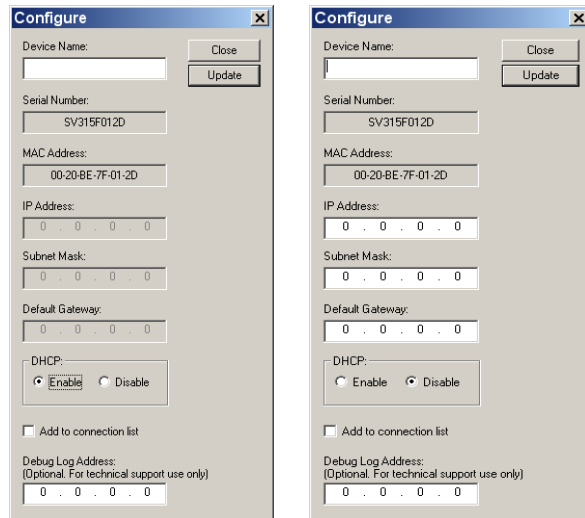 Configure
Device Name:
Close
Update
Serial Number:
SV315F012D
MAC Address:
00-20-BE-7F-01-2D
IP Address:
0 . 0 . 0 . 0
Subnet Mask:
0 . 0 . 0 . 0
Default Gateway:
0 . 0 . 0 . 0
DHCP:
Enable Disable
Add to connection list
Debug Log Address:
(Optional. For technical support use only)
0 . 0 . 0 . 0
Configure
Device Name:
Close
Update
Serial Number:
SV315F012D
MAC Address:
00-20-BE-7F-01-2D
IP Address:
0 . 0 . 0 . 0
Subnet Mask:
0 . 0 . 0 . 0
Default Gateway:
0 . 0 . 0 . 0
DHCP:
Enable Disable
Add to connection list
Debug Log Address:
(Optional. For technical support use only)
0 . 0 . 0 . 0